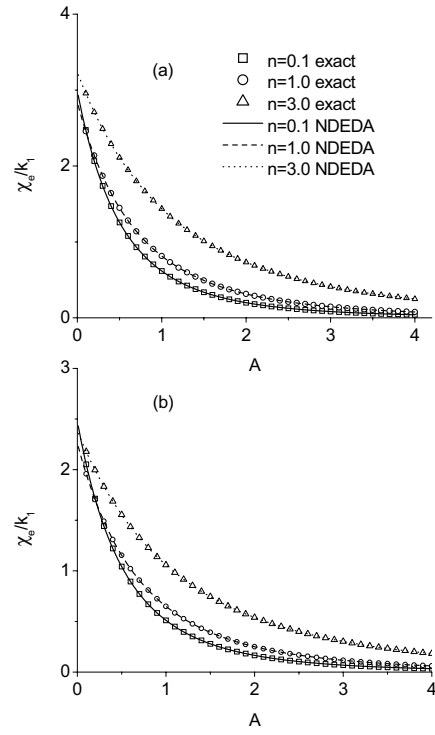 4
(a)
n=0.1 exact
n=1.0 exact
n=3.0 exact
n=0.1 NDEDA
n=1.0 NDEDA
n=3.0 NDEDA
χe/k1
2
0
0 1 2 3 4
A
3
(b)
2
χe/k1
1
0
0 1 2 3 4
A